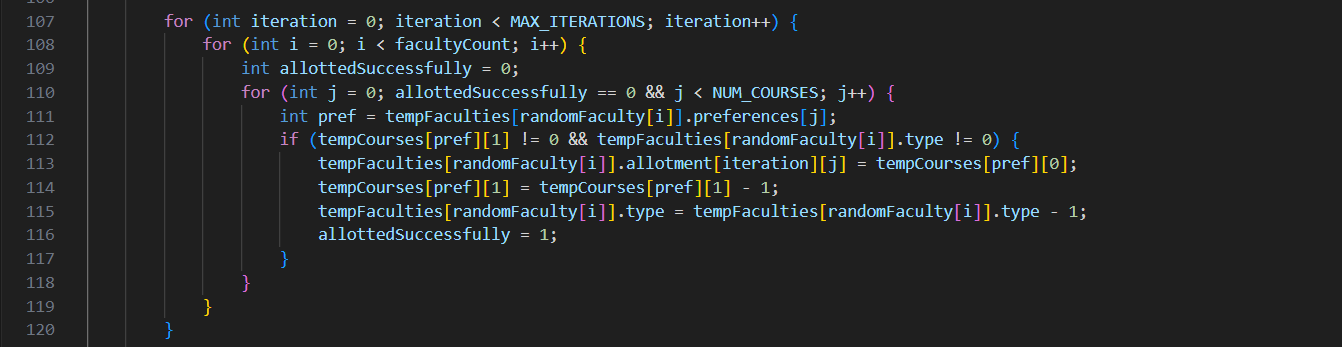 107 for (int iteration = 0; iteration < MAX_ITERATIONS; iteration++) {
108 for (int i = 0; i < facultyCount; i++) {
109 int allottedSuccessfully = 0;
110 for (int j = 0; allottedSuccessfully == 0 && j < NUM_COURSES; j++) {
111 int pref = tempFaculties[randomFaculty[i]].preferences[j];
112 if (tempCourses[pref][1] != 0 && tempFaculties[randomFaculty[i]].type != 0) {
113 tempFaculties[randomFaculty[i]].allotment[iteration][j] = tempCourses[pref][0];
114 tempCourses[pref][1] = tempCourses[pref][1] - 1;
115 tempFaculties[randomFaculty[i]].type = tempFaculties[randomFaculty[i]].type - 1;
116 allottedSuccessfully = 1;
117 }
118 }
119 }
120 }